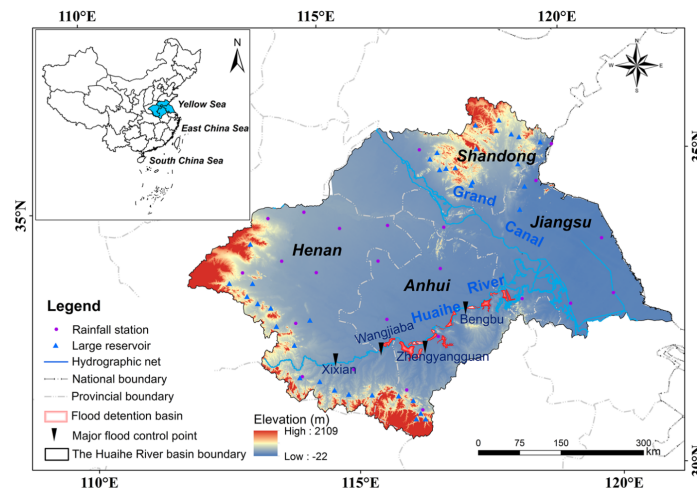 110°E 115°E 120°E
N
Yellow Sea
East China Sea
South China Sea
N
W E
S
35°N
35°N
Shandong
Grand
Canal
Jiangsu
Henan
Anhui
Huaihe River
Bengbu
Wangjiaba
Zhengyangguan
Xixian
Legend
Rainfall station
Large reservoir
Hydrographic net
National boundary
Provincial boundary
Flood detention basin
Major flood control point
The Huaihe River basin boundary
Elevation (m)
High : 2109
Low : -22
0 75 150 300
km
110°E 115°E 120°E